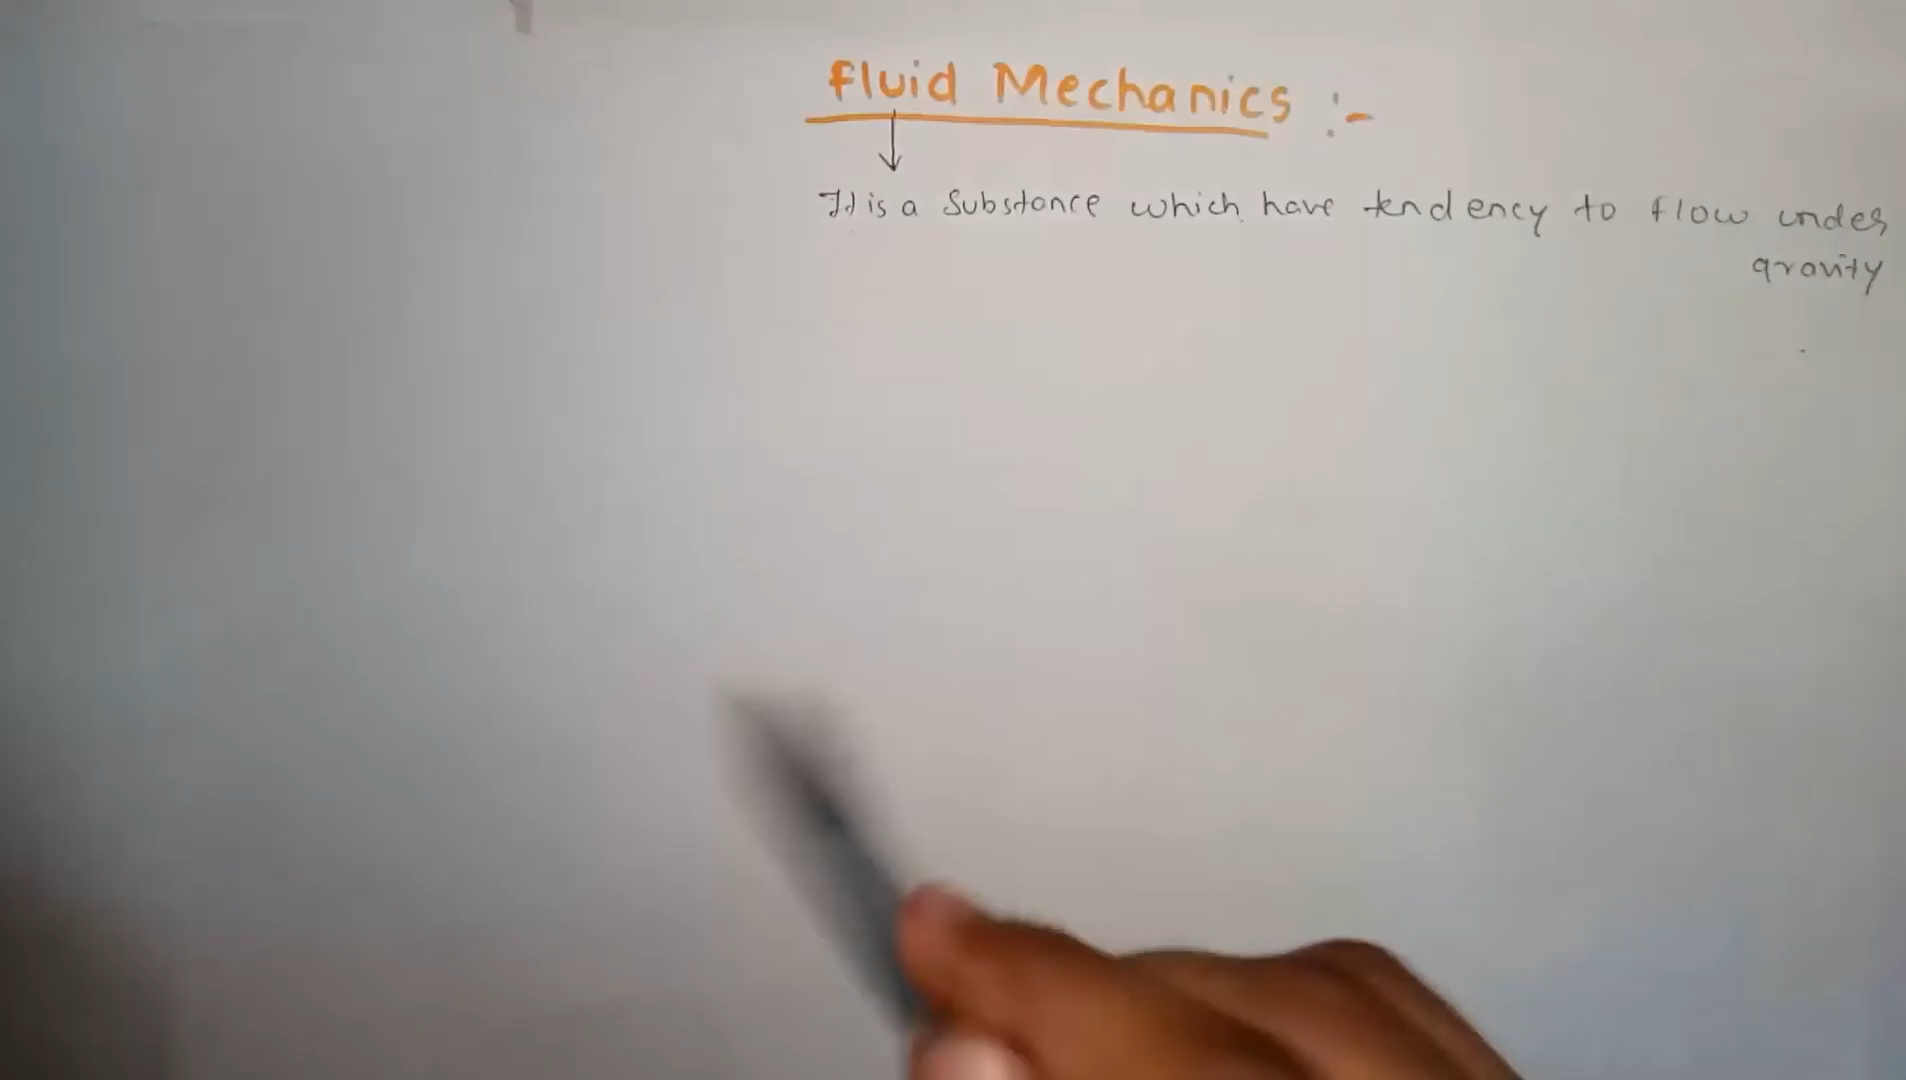 fluid Mechanics :-
It is a Substance which have tendency to flow under
gravity